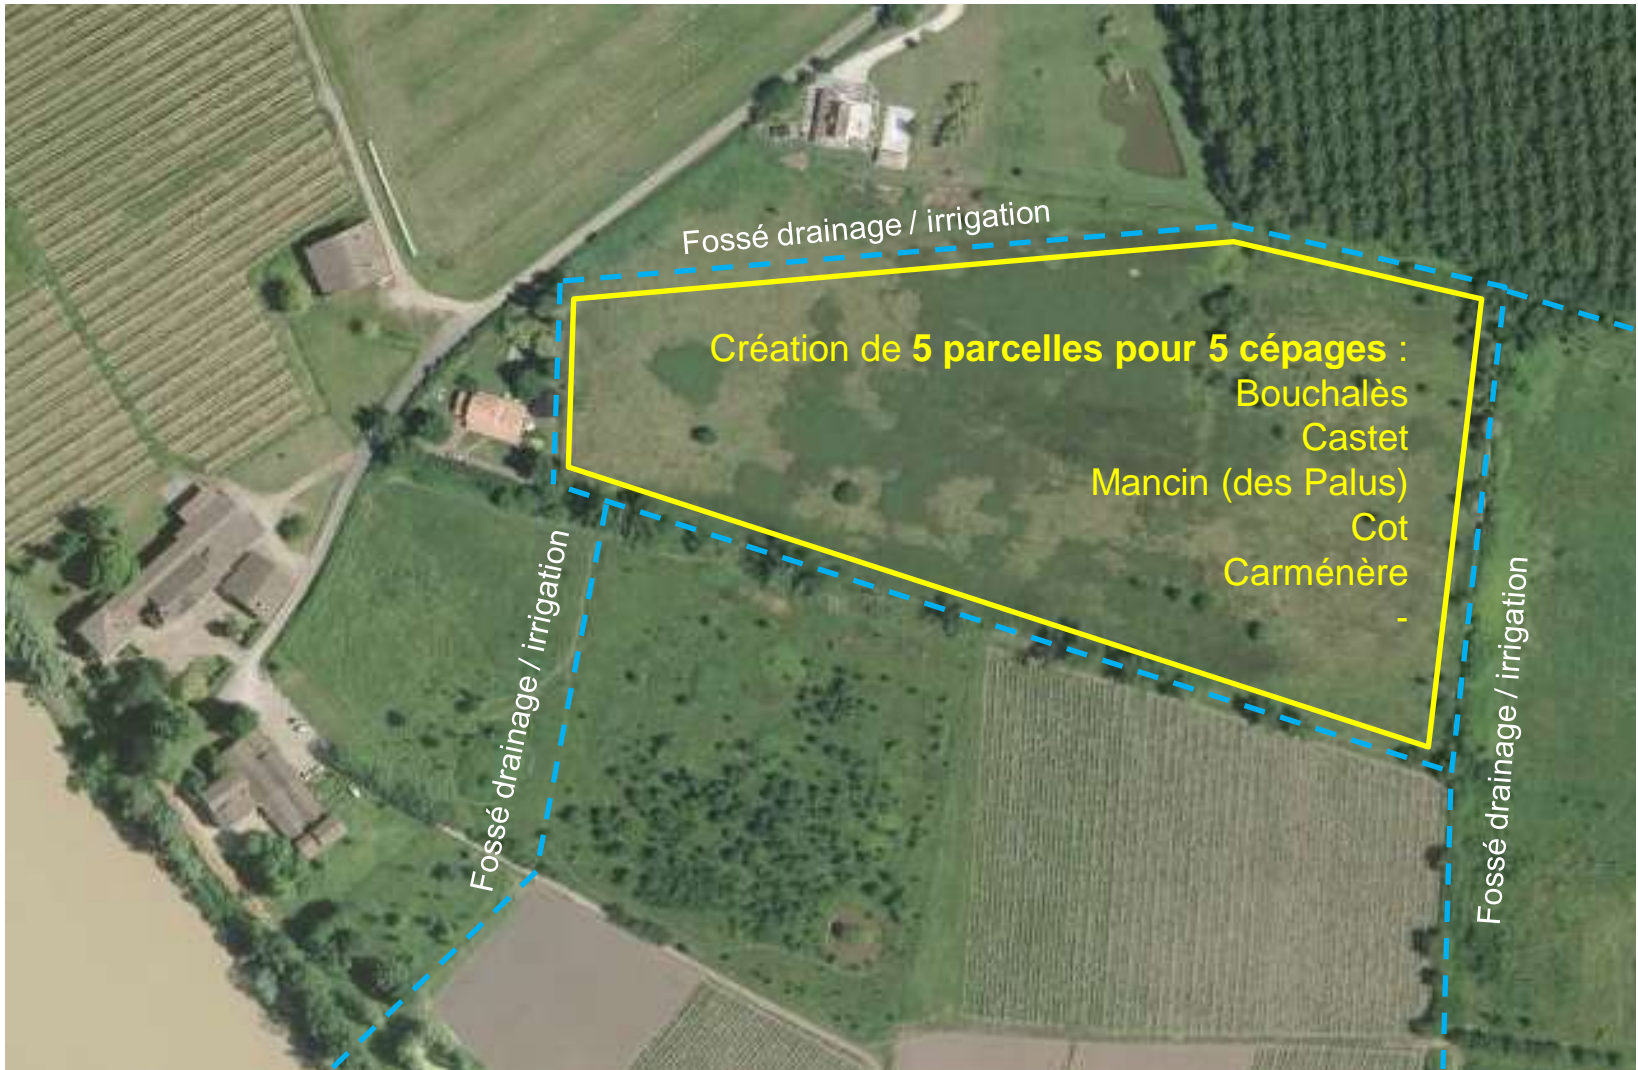 Fossé drainage / irrigation
Création de 5 parcelles pour 5 cépages :
Bouchalès
Castet
Mancin (des Palus)
Cot
Carménère
-
Fossé drainage / irrigation
Fossé drainage / irrigation